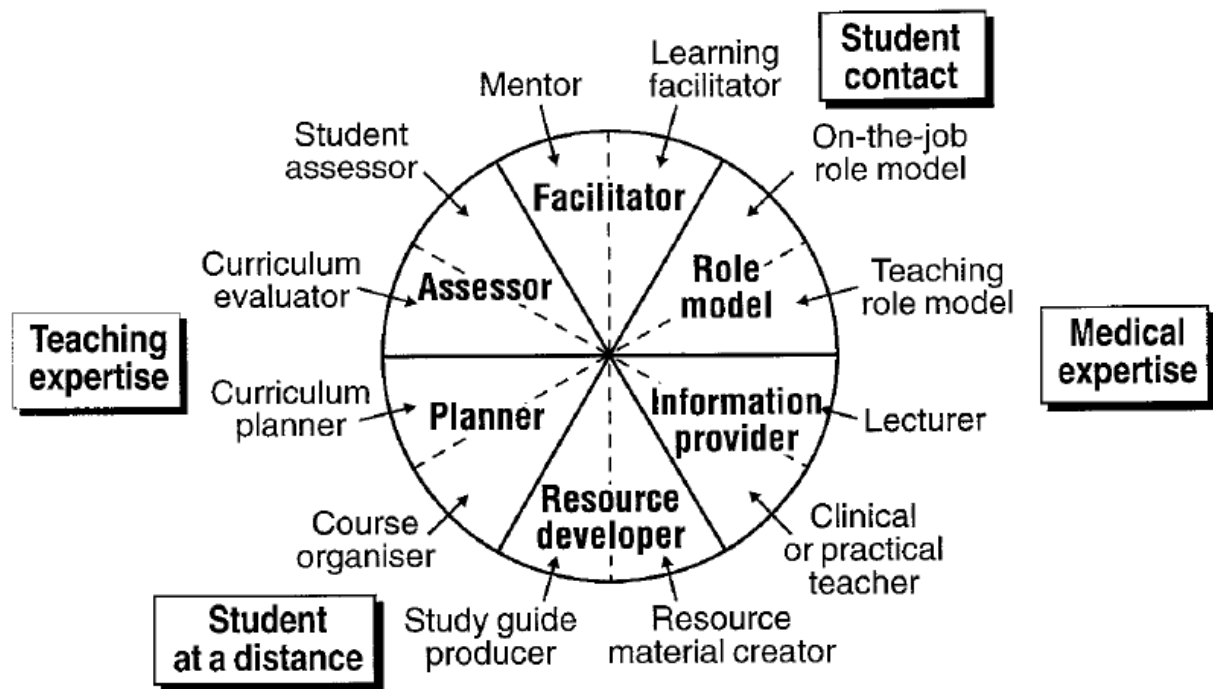 Student
contact
Learning
facilitator
Mentor
Student
assessor
On-the-job
role model
Facilitator
Curriculum
evaluator
Assessor
Role
model
Teaching
role model
Teaching
expertise
Medical
expertise
Curriculum
planner
Planner
Information
provider
Lecturer
Resource
developer
Course
organiser
Clinical
or practical
teacher
Student
at a distance
Study guide
producer
Resource
material creator